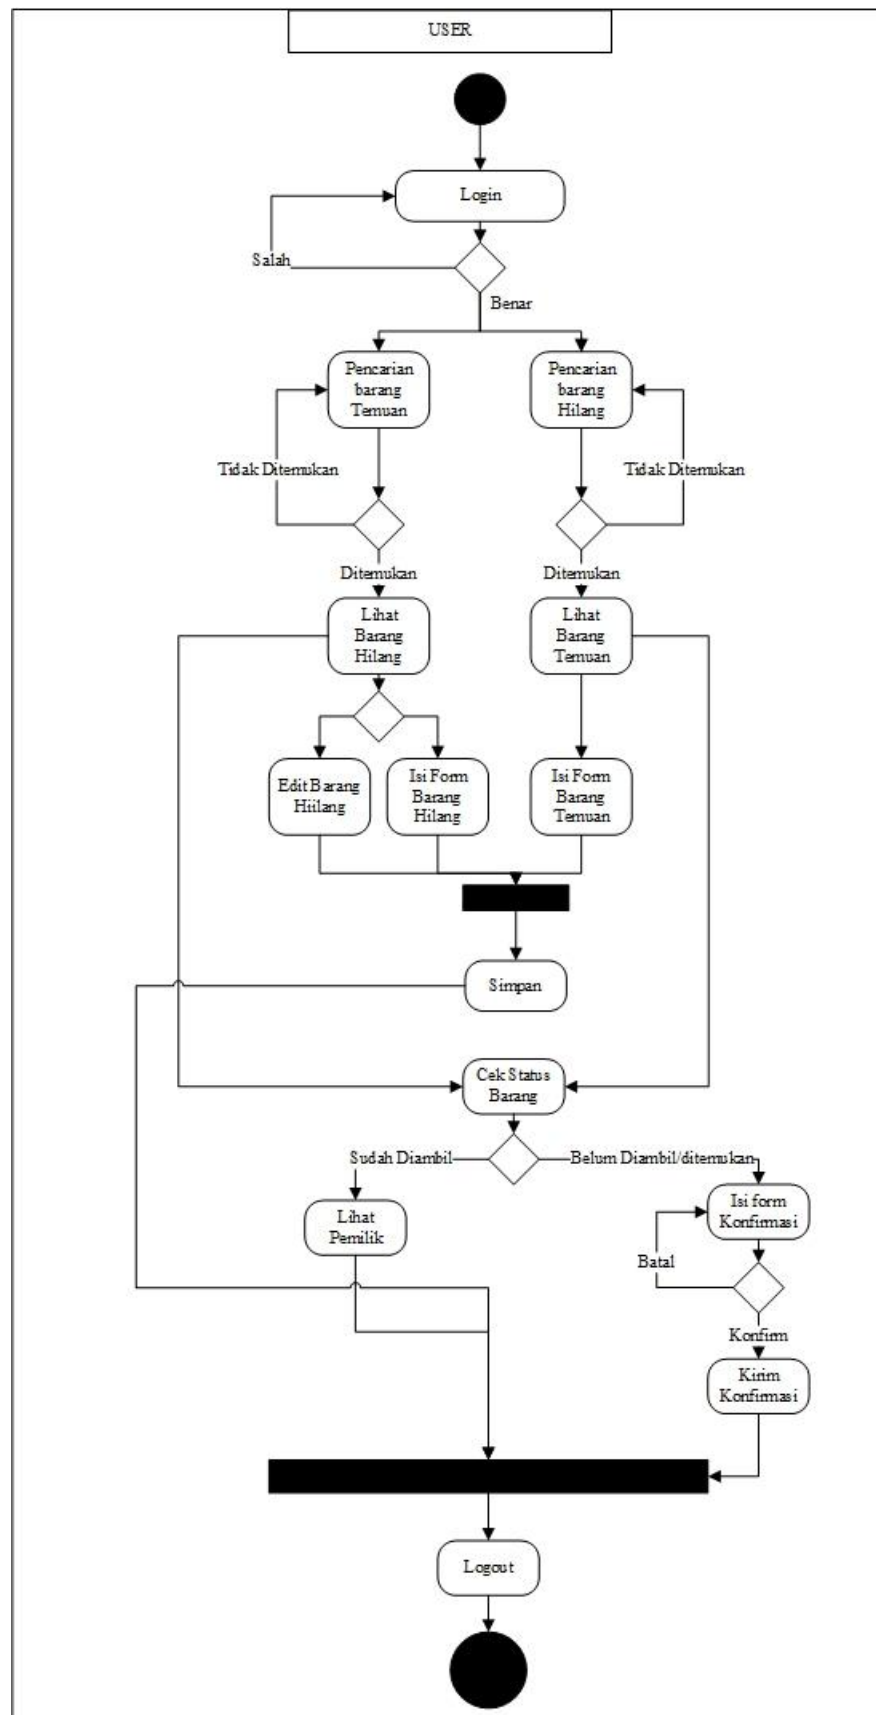 USER
Login
Salah
Benar
Pencarian
barang
Temuan
Pencarian
barang
Hilang
Tidak Ditemukan
Tidak Ditemukan
Ditemukan
Ditemukan
Lihat
Barang
Hilang
Lihat
Barang
Temuan
Edit Barang
Hiilang
Isi Form
Barang
Hilang
Isi Form
Barang
Temuan
Simpan
Cek Status
Barang
Sudah Diambil
Belum Diambil/ditemukan
Lihat
Pemilik
Isi form
Konfirmasi
Batal
Konfirm
Kirim
Konfirmasi
Logout